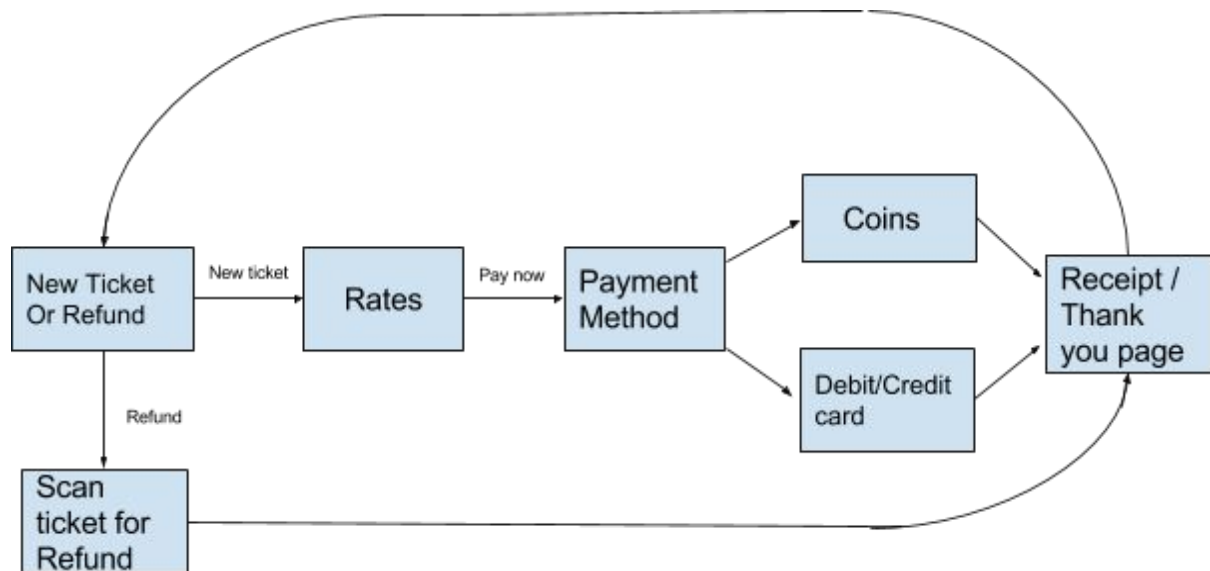 New Ticket
Or Refund
New ticket
Rates
Pay now
Payment
Method
Coins
Debit/Credit
card
Receipt /
Thank
you page
Refund
Scan
ticket for
Refund